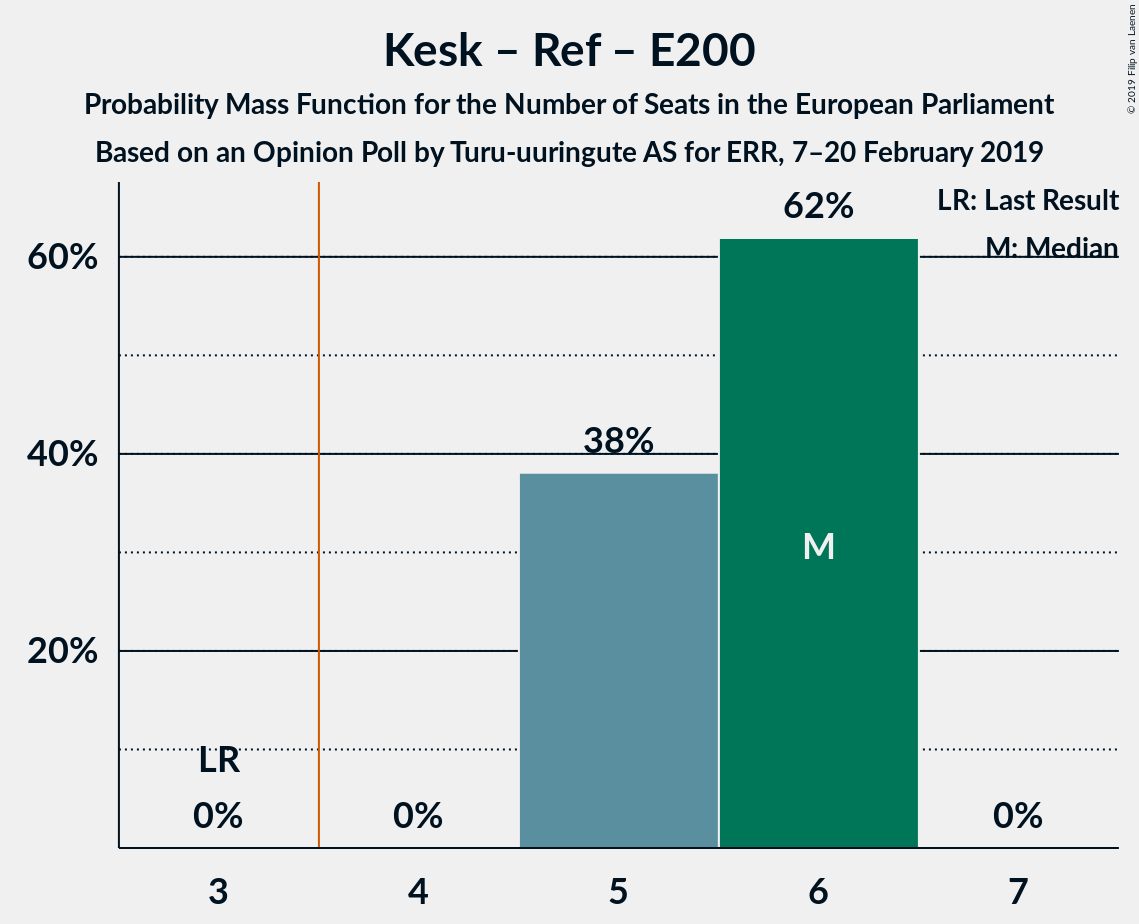 Kesk – Ref – E200
Probability Mass Function for the Number of Seats in the European Parliament
Based on an Opinion Poll by Turu-uuringute AS for ERR, 7–20 February 2019
© 2019 Filip van Laenen
LR: Last Result
M: Median
62%
60%
38%
40%
M
20%
LR
0%
0%
0%
3
4
5
6
7